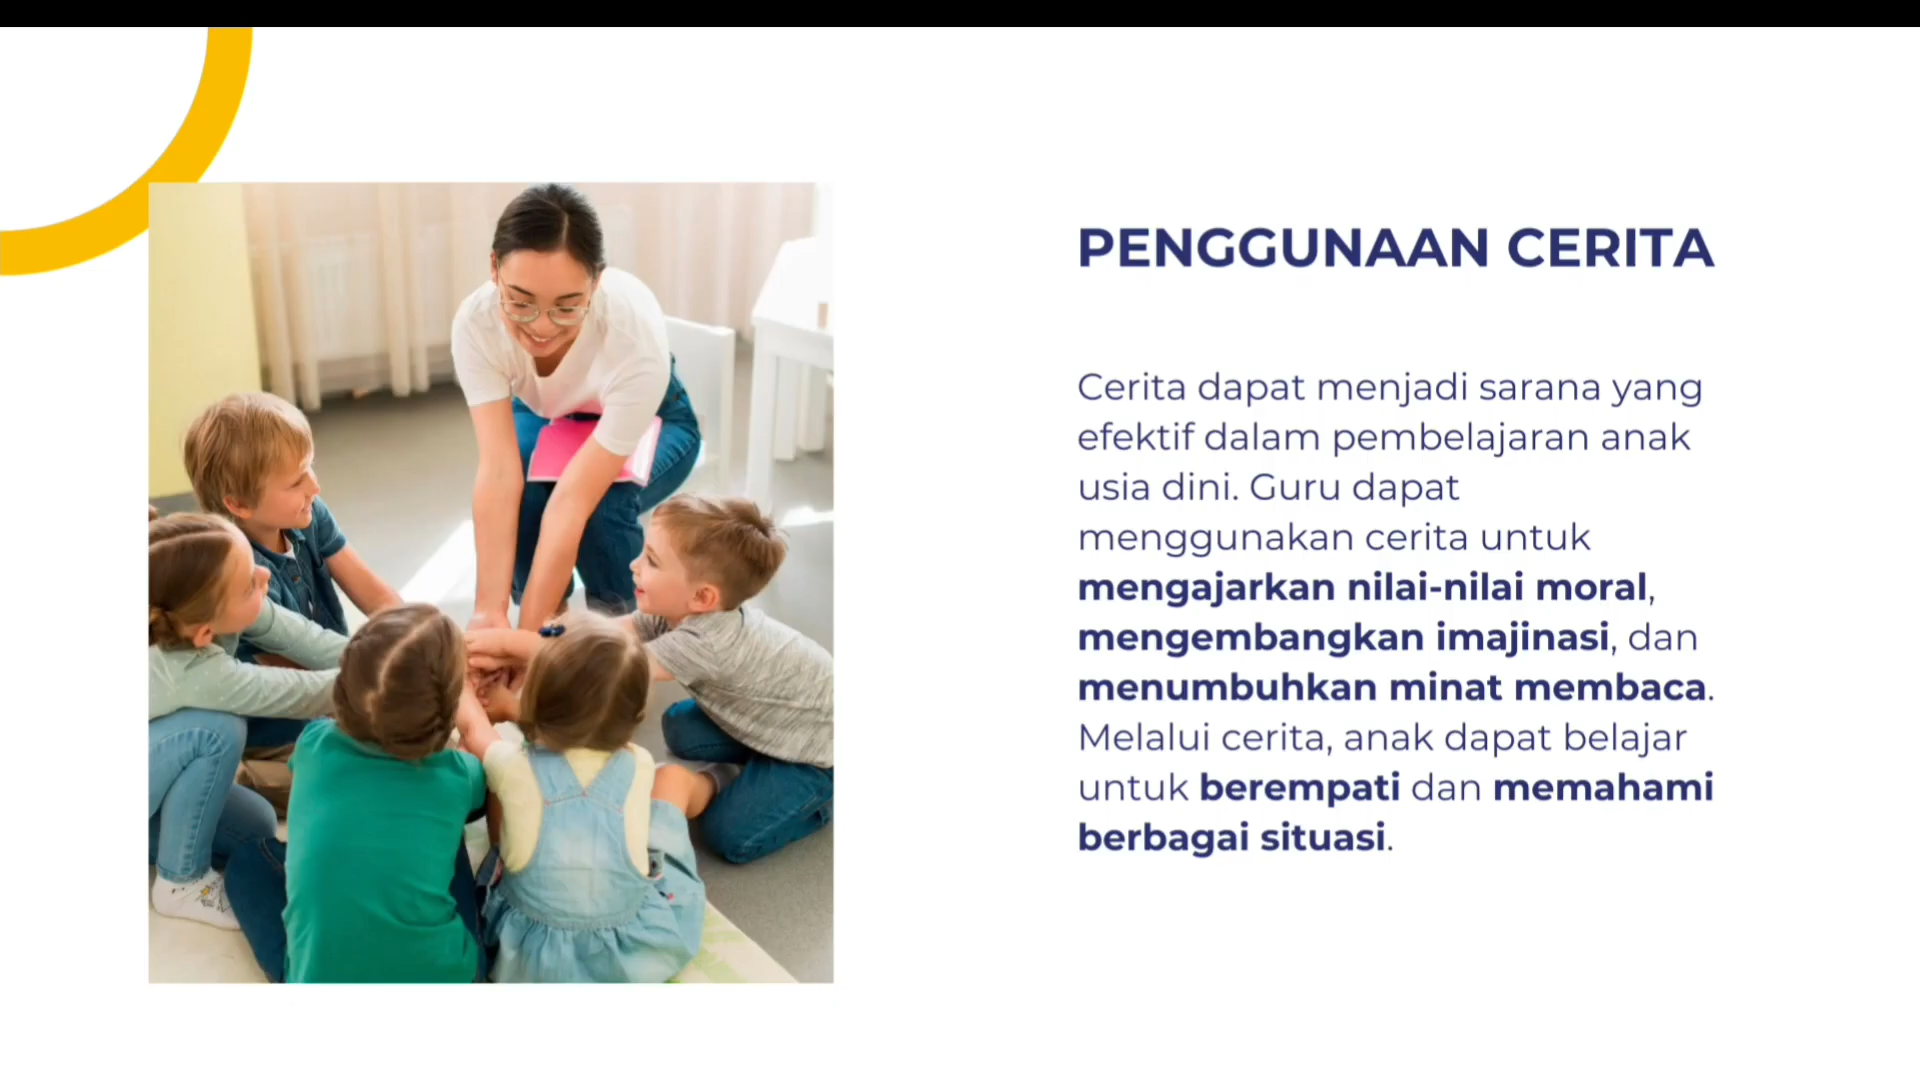 PENGGUNAAN CERITA
Cerita dapat menjadi sarana yang
efektif dalam pembelajaran anak
usia dini. Guru dapat
menggunakan cerita untuk
mengajarkan nilai-nilai moral,
mengembangkan imajinasi, dan
menumbuhkan minat membaca.
Melalui cerita, anak dapat belajar
untuk berempati dan memahami
berbagai situasi.